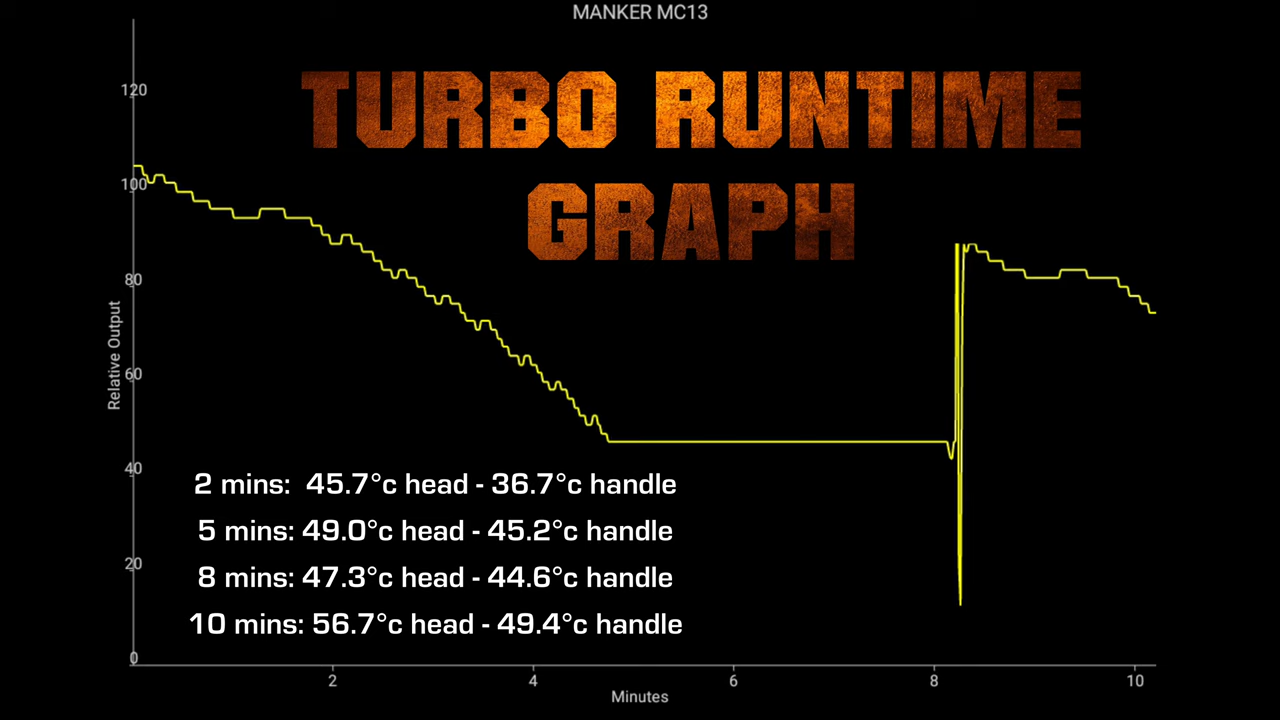 MANKER MC13
TURBO RUNTIME
GRAPH
120
100
80
60
40
20
0
Relative Output
2 mins: 45.7°c head - 36.7°c handle
5 mins: 49.0°c head - 45.2°c handle
8 mins: 47.3°c head - 44.6°c handle
10 mins: 56.7°c head - 49.4°c handle
2 4 6 8 10
Minutes